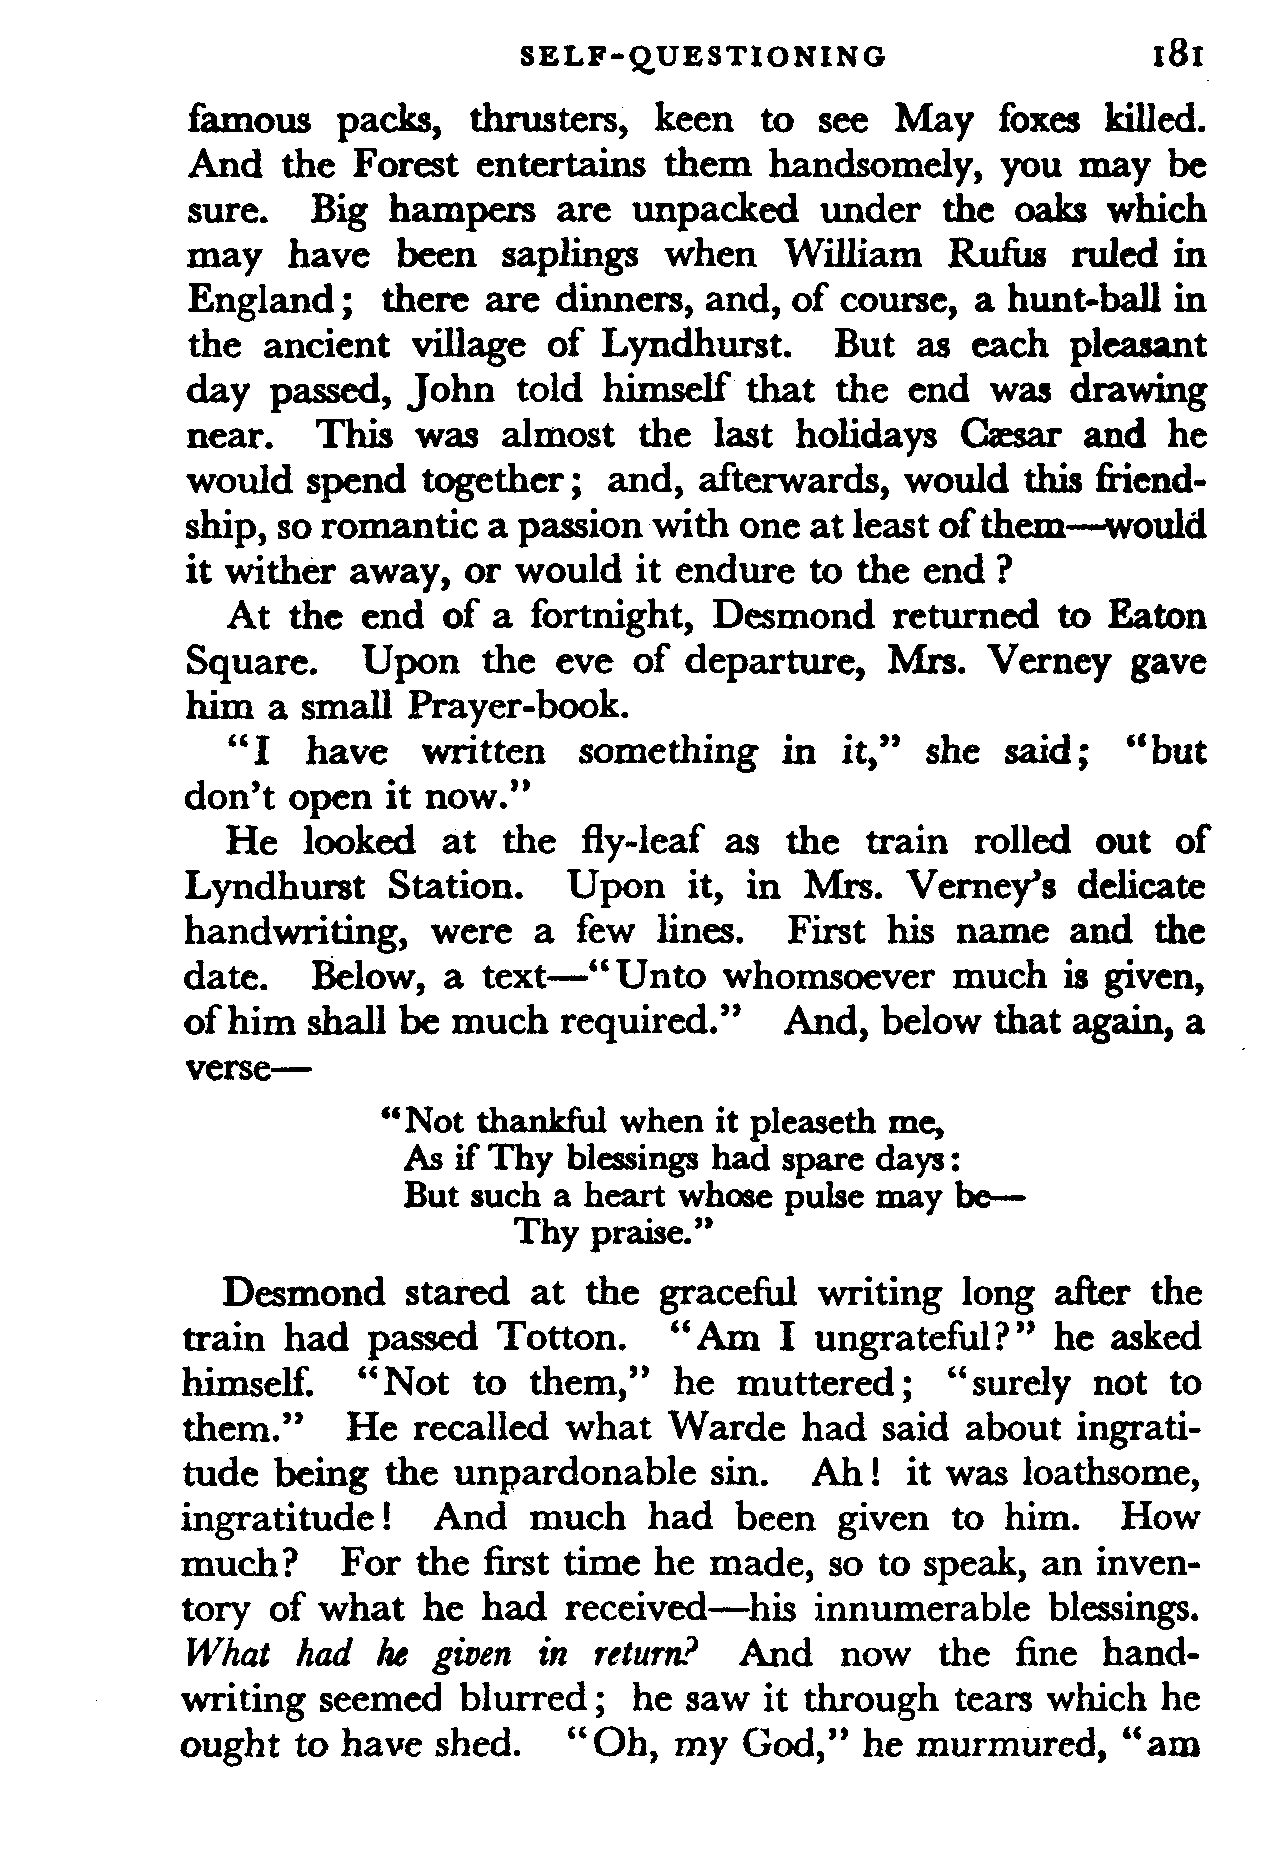 SELF-QUESTIONING 181
famous packs, thrusters, keen to see May foxes killed.
And the Forest entertains them handsomely, you may be
sure. Big hampers are unpacked under the oaks which
may have been saplings when William Rufus ruled in
England; there are dinners, and, of course, a hunt-ball in
the ancient village of Lyndhurst. But as each pleasant
day passed, John told himself that the end was drawing
near. This was almost the last holidays Cæsar and he
would spend together; and, afterwards, would this friend-
ship, so romantic a passion with one at least of them—would
it wither away, or would it endure to the end?
At the end of a fortnight, Desmond returned to Eaton
Square. Upon the eve of departure, Mrs. Verney gave
him a small Prayer-book.
“I have written something in it,” she said; “but
don’t open it now.”
He looked at the fly-leaf as the train rolled out of
Lyndhurst Station. Upon it, in Mrs. Verney’s delicate
handwriting, were a few lines. First his name and the
date. Below, a text—“Unto whomsoever much is given,
of him shall be much required.” And, below that again, a
verse—
“Not thankful when it pleaseth me,
As if Thy blessings had spare days:
But such a heart whose pulse may be—
Thy praise.”
Desmond stared at the graceful writing long after the
train had passed Totton. “Am I ungrateful?” he asked
himself. “Not to them,” he muttered; “surely not to
them.” He recalled what Warde had said about ingrati-
tude being the unpardonable sin. Ah! it was loathsome,
ingratitude! And much had been given to him. How
much? For the first time he made, so to speak, an inven-
tory of what he had received—his innumerable blessings.
What had he given in return? And now the fine hand-
writing seemed blurred; he saw it through tears which he
ought to have shed. “Oh, my God,” he murmured, “am